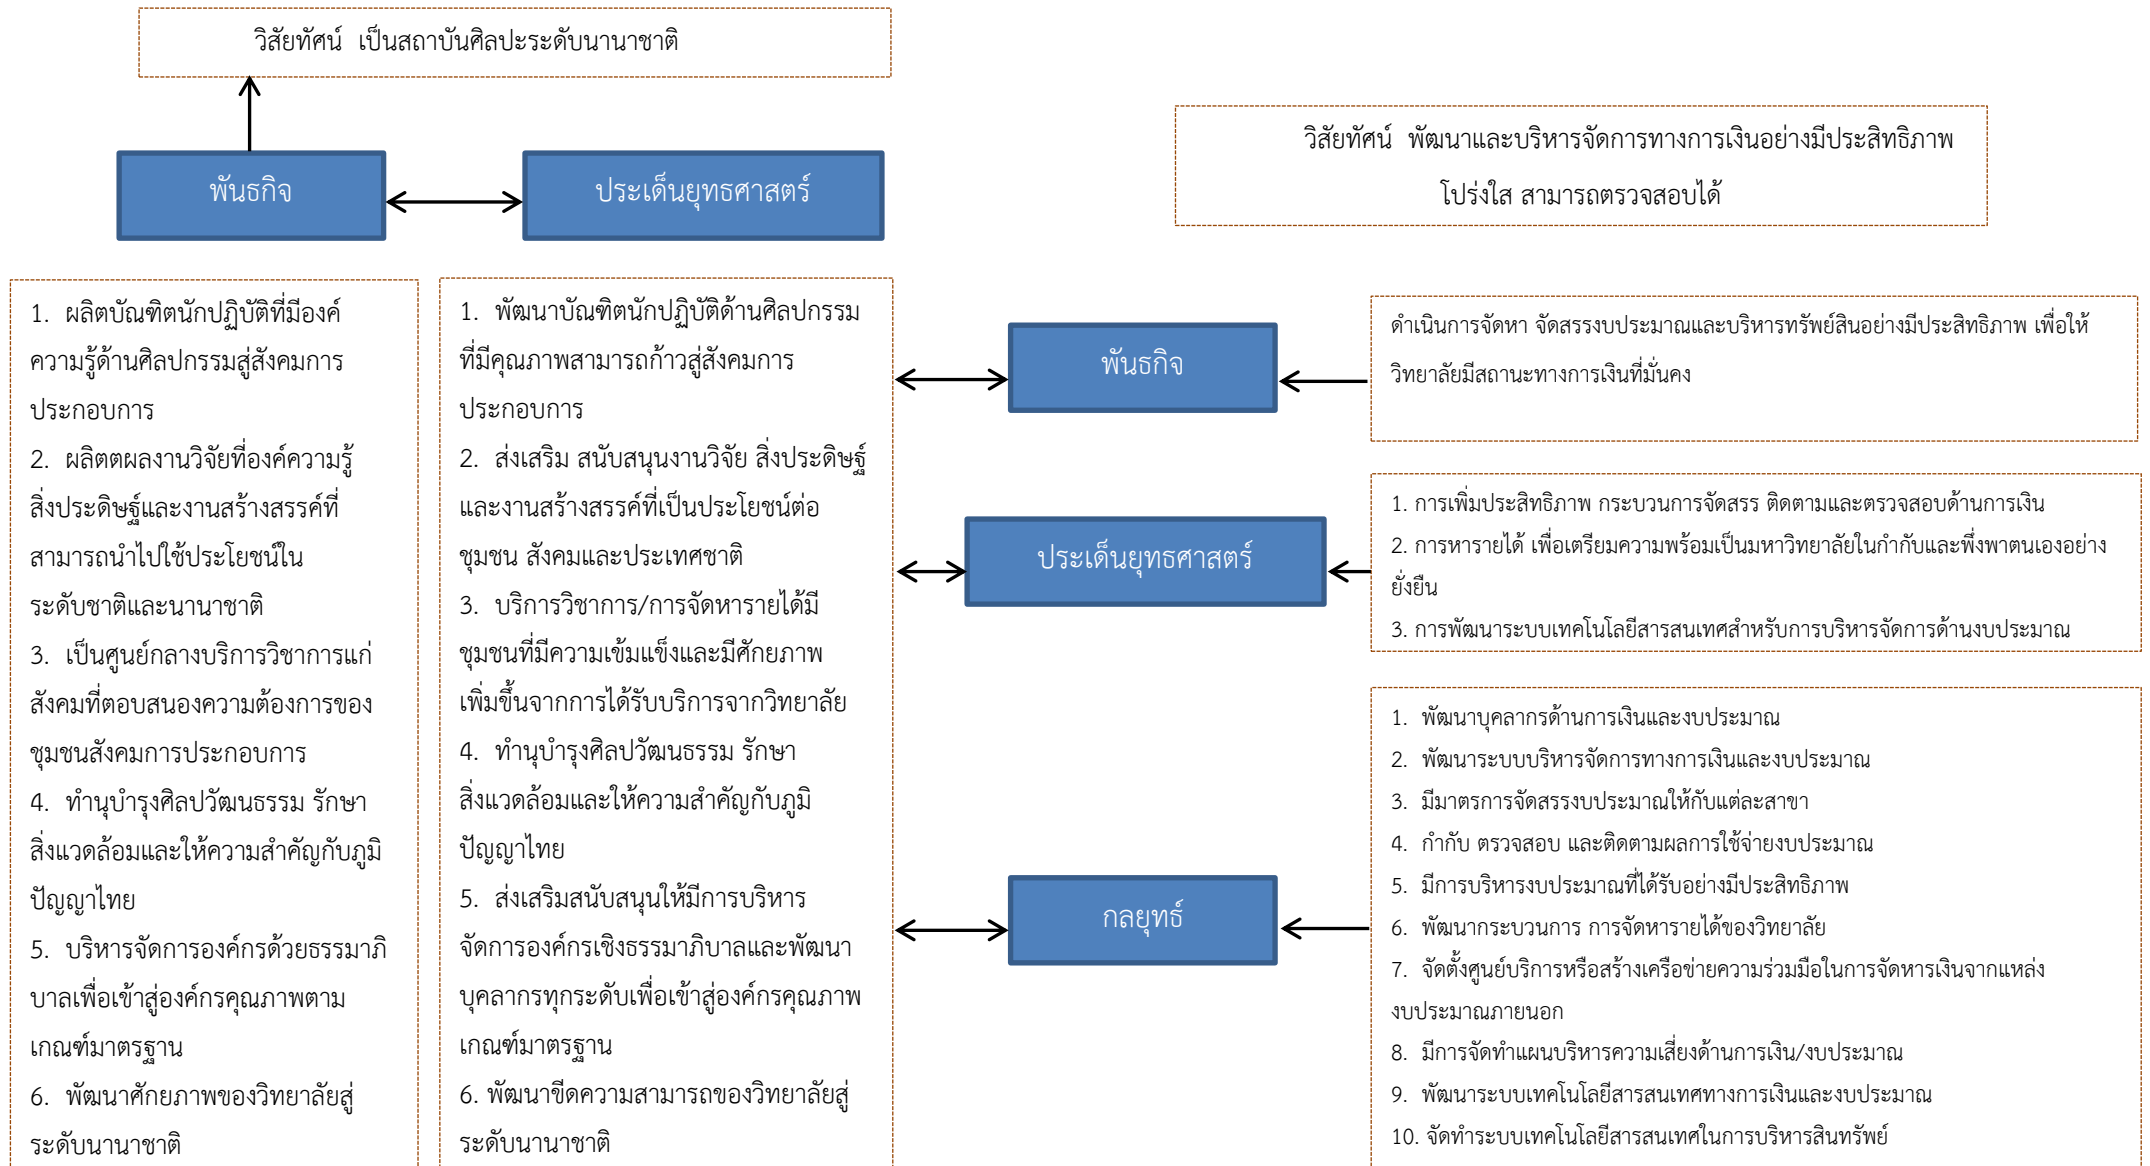 วิสัยทัศน์ เป็นสถาบันศิลปะระดับนานาชาติ
พันธกิจ
ประเด็นยุทธศาสตร์
วิสัยทัศน์ พัฒนาและบริหารจัดการทางการเงินอย่างมีประสิทธิภาพ
โปร่งใส สามารถตรวจสอบได้
1. ผลิตบัณฑิตนักปฏิบัติที่มีองค์
ความรู้ด้านศิลปกรรมสู่สังคมการ
ประกอบการ
2. ผลิตตผลงานวิจัยที่องค์ความรู้
สิ่งประดิษฐ์และงานสร้างสรรค์ที่
สามารถนำไปใช้ประโยชน์ใน
ระดับชาติและนานาชาติ
3. เป็นศูนย์กลางบริการวิชาการแก่
สังคมที่ตอบสนองความต้องการของ
ชุมชนสังคมการประกอบการ
4. ทำนุบำรุงศิลปวัฒนธรรม รักษา
สิ่งแวดล้อมและให้ความสำคัญกับภูมิ
ปัญญาไทย
5. บริหารจัดการองค์กรด้วยธรรมาภิ
บาลเพื่อเข้าสู่องค์กรคุณภาพตาม
เกณฑ์มาตรฐาน
6. พัฒนาศักยภาพของวิทยาลัยสู่
ระดับนานาชาติ
1. พัฒนาบัณฑิตนักปฏิบัติด้านศิลปกรรม
ที่มีคุณภาพสามารถก้าวสู่สังคมการ
ประกอบการ
2. ส่งเสริม สนับสนุนงานวิจัย สิ่งประดิษฐ์
และงานสร้างสรรค์ที่เป็นประโยชน์ต่อ
ชุมชน สังคมและประเทศชาติ
3. บริการวิชาการ/การจัดหารายได้มี
ชุมชนที่มีความเข้มแข็งและมีศักยภาพ
เพิ่มขึ้นจากการได้รับบริการจากวิทยาลัย
4. ทำนุบำรุงศิลปวัฒนธรรม รักษา
สิ่งแวดล้อมและให้ความสำคัญกับภูมิ
ปัญญาไทย
5. ส่งเสริมสนับสนุนให้มีการบริหาร
จัดการองค์กรเชิงธรรมาภิบาลและพัฒนา
บุคลากรทุกระดับเพื่อเข้าสู่องค์กรคุณภาพ
เกณฑ์มาตรฐาน
6. พัฒนาขีดความสามารถของวิทยาลัยสู่
ระดับนานาชาติ
พันธกิจ
ดำเนินการจัดหา จัดสรรงบประมาณและบริหารทรัพย์สินอย่างมีประสิทธิภาพ เพื่อให้
วิทยาลัยมีสถานะทางการเงินที่มั่นคง
ประเด็นยุทธศาสตร์
1. การเพิ่มประสิทธิภาพ กระบวนการจัดสรร ติดตามและตรวจสอบด้านการเงิน
2. การหารายได้ เพื่อเตรียมความพร้อมเป็นมหาวิทยาลัยในกำกับและพึ่งพาตนเองอย่าง
ยั่งยืน
3. การพัฒนาระบบเทคโนโลยีสารสนเทศสำหรับการบริหารจัดการด้านงบประมาณ
กลยุทธ์
1. พัฒนาบุคลากรด้านการเงินและงบประมาณ
2. พัฒนาระบบบริหารจัดการทางการเงินและงบประมาณ
3. มีมาตรการจัดสรรงบประมาณให้กับแต่ละสาขา
4. กำกับ ตรวจสอบ และติดตามผลการใช้จ่ายงบประมาณ
5. มีการบริหารงบประมาณที่ได้รับอย่างมีประสิทธิภาพ
6. พัฒนากระบวนการ การจัดหารายได้ของวิทยาลัย
7. จัดตั้งศูนย์บริการหรือสร้างเครือข่ายความร่วมมือในการจัดหารเงินจากแหล่ง
งบประมาณภายนอก
8. มีการจัดทำแผนบริหารความเสี่ยงด้านการเงิน/งบประมาณ
9. พัฒนาระบบเทคโนโลยีสารสนเทศทางการเงินและงบประมาณ
10. จัดทำระบบเทคโนโลยีสารสนเทศในการบริหารสินทรัพย์